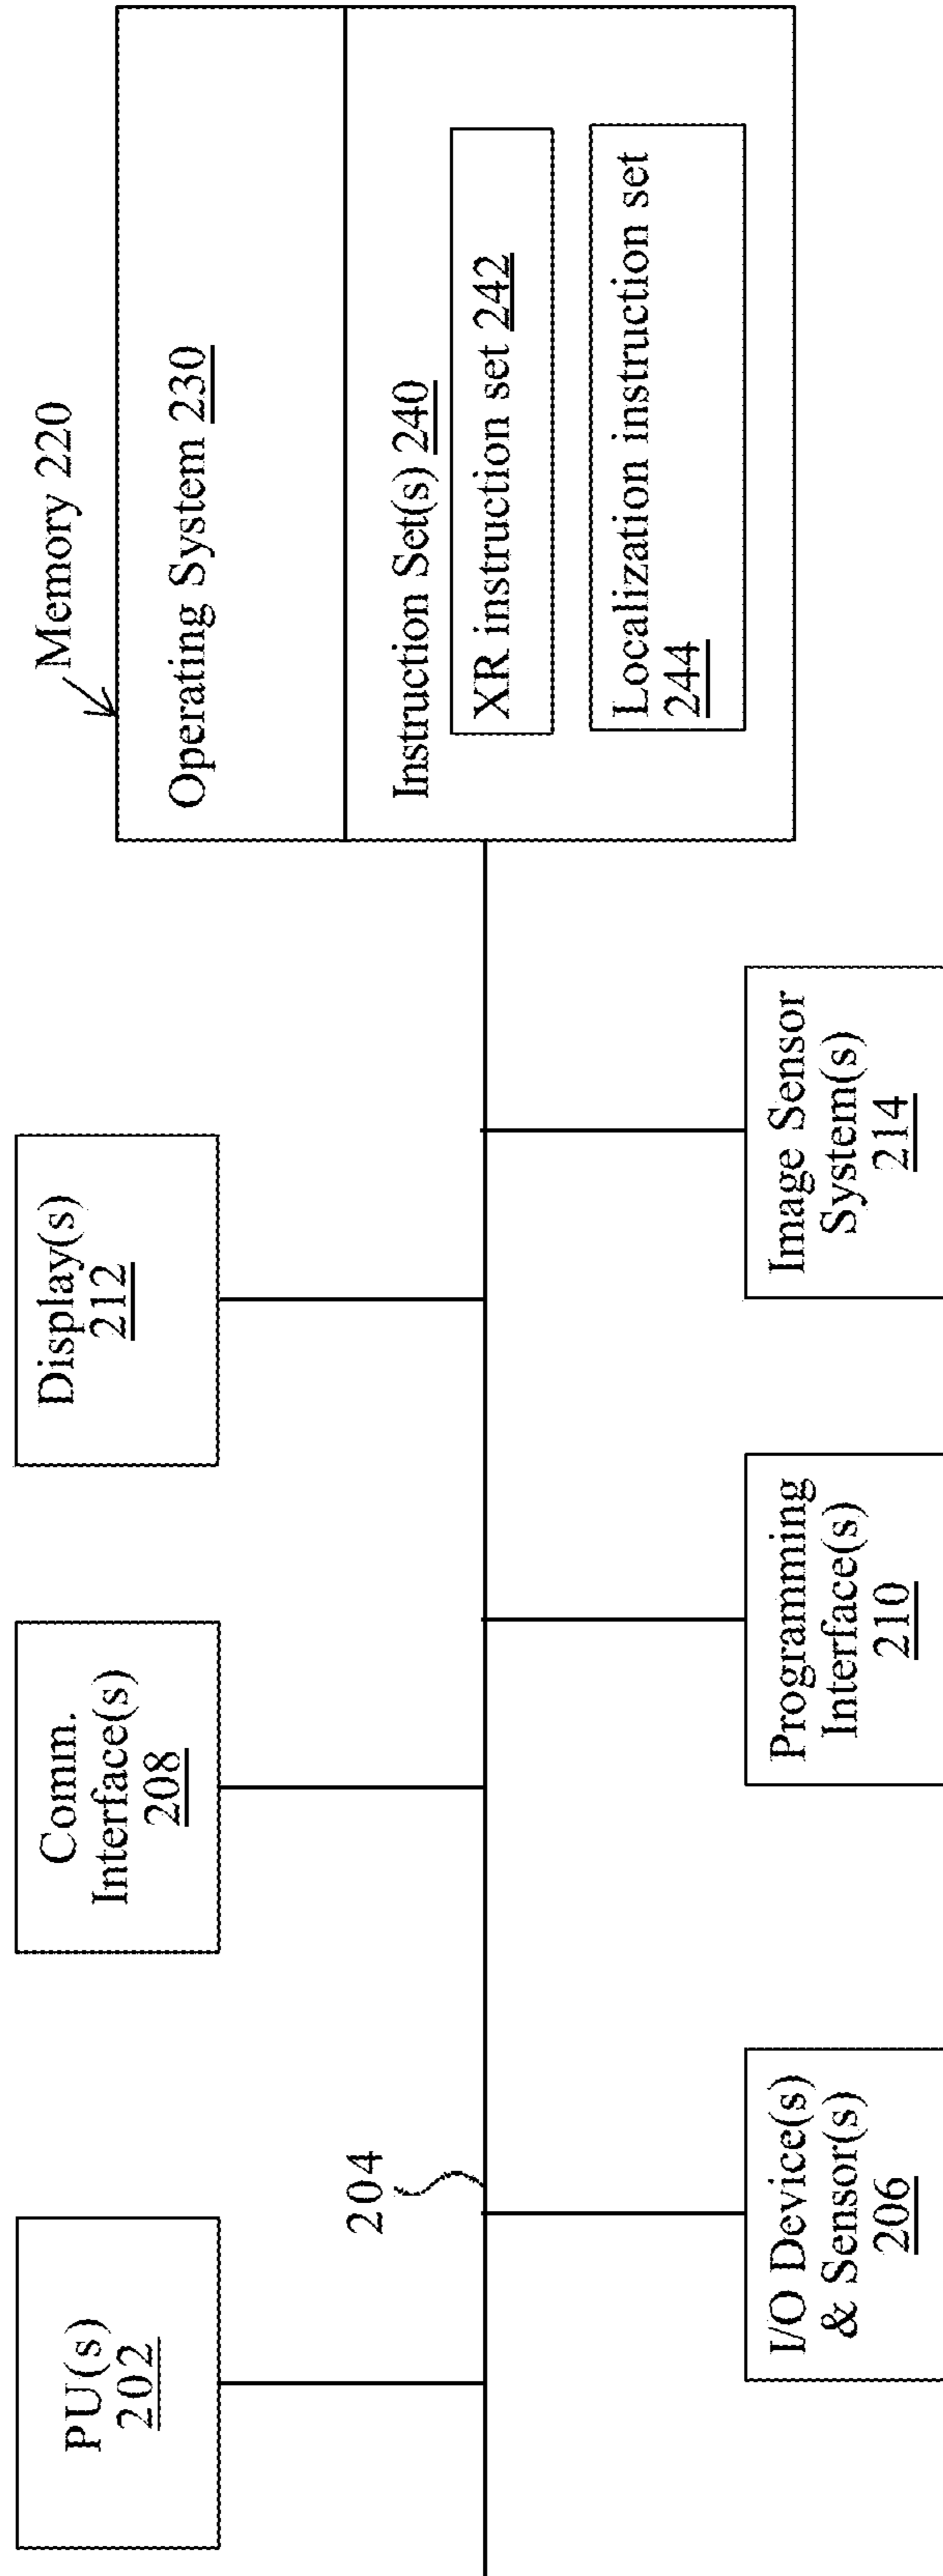 PU(s)
202
Comm.
Interface(s)
208
Display(s)
212
Memory 220
Operating System 230
Instruction Set(s) 240
XR instruction set 242
Localization instruction set
244
204
I/O Device(s)
& Sensor(s)
206
Programming
Interface(s)
210
Image Sensor
System(s)
214